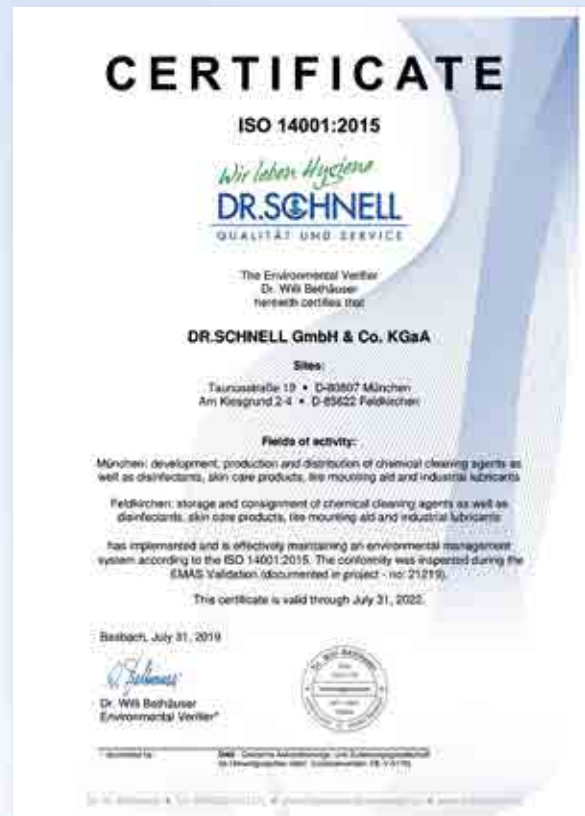 CERTIFICATE
ISO 14001:2015
Wir leben Hygiene
DR.SCHNELL
QUALITÄT UND SERVICE
The Environmental Verifier
Dr. Willi Bethäuser
herewith certifies that
DR.SCHNELL GmbH & Co. KGaA
Sites:
Taunusstraße 19 • D-80807 München
Am Kiesgrund 2-4 • D-85622 Feldkirchen
Fields of activity:
München: development, production and distribution of chemical cleaning agents as
well as disinfectants, skin care products, tire mounting aid and industrial lubricants
Feldkirchen: storage and consignment of chemical cleaning agents as well as
disinfectants, skin care products, tire mounting aid and industrial lubricants
has implemented and is effectively maintaining an environmental management
system according to the ISO 14001:2015. The conformity was inspected during the
EMAS Validation (documented in project - no: 21219).
This certificate is valid through July 31, 2022.
Bexbach, July 31, 2019
Dr. Willi Bethäuser
Environmental Verifier*